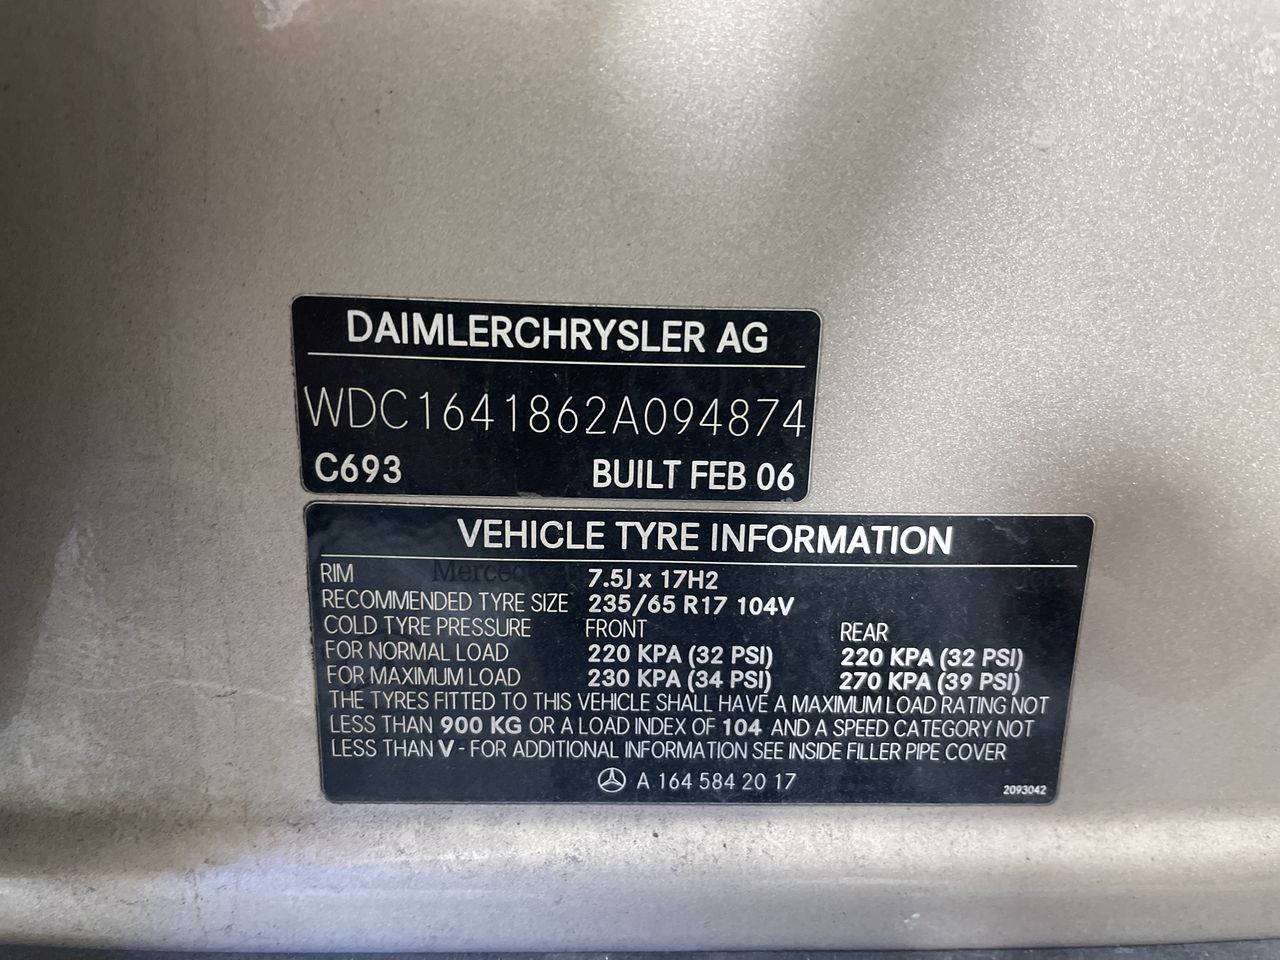 DAIMLERCHRYSLER AG
WDC1641862A094874
C693 BUILT FEB 06
VEHICLE TYRE INFORMATION
RIM 7.5J x 17H2
RECOMMENDED TYRE SIZE 235/65 R17 104V
COLD TYRE PRESSURE FRONT REAR
FOR NORMAL LOAD 220 KPA (32 PSI) 220 KPA (32 PSI)
FOR MAXIMUM LOAD 230 KPA (34 PSI) 270 KPA (39 PSI)
THE TYRES FITTED TO THIS VEHICLE SHALL HAVE A MAXIMUM LOAD RATING NOT
LESS THAN 900 KG OR A LOAD INDEX OF 104 AND A SPEED CATEGORY NOT
LESS THAN V - FOR ADDITIONAL INFORMATION SEE INSIDE FILLER PIPE COVER
A 164 584 20 17
2093042